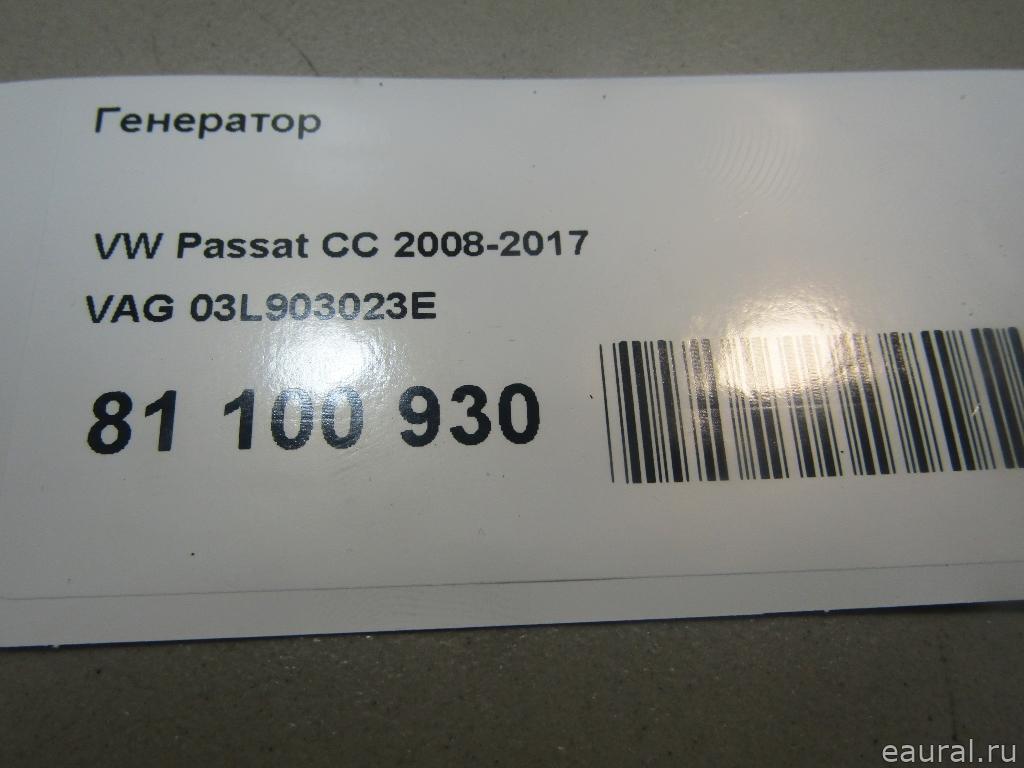 Генератор
VW Passat CC 2008-2017
VAG 03L903023E
81 100 930
eaural.ru